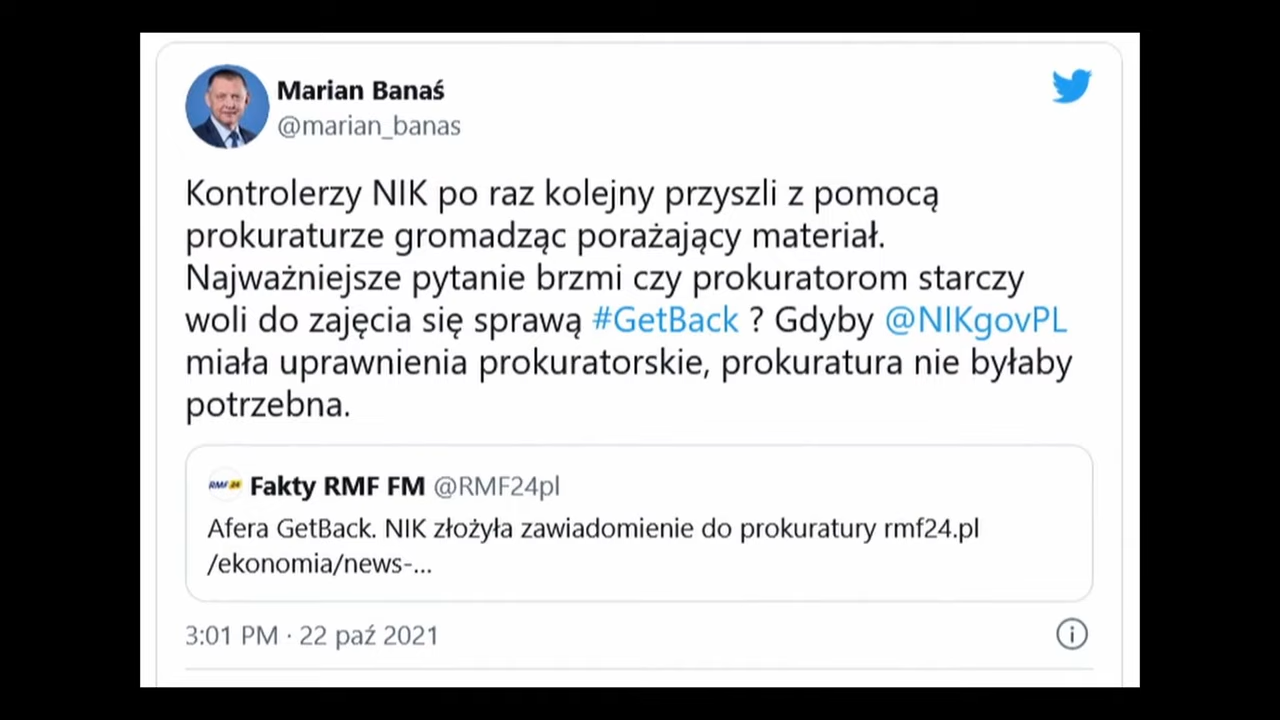 Marian Banaś
@marian_banas
Kontrolerzy NIK po raz kolejny przyszli z pomocą
prokuraturze gromadząc porażający materiał.
Najważniejsze pytanie brzmi czy prokuratorom starczy
woli do zajęcia się sprawą #GetBack ? Gdyby @NIKgovPL
miała uprawnienia prokuratorskie, prokuratura nie byłaby
potrzebna.
RMF 24 Fakty RMF FM @RMF24pl
Afera GetBack. NIK złożyła zawiadomienie do prokuratury rmf24.pl
/ekonomia/news-...
3:01 PM · 22 paź 2021